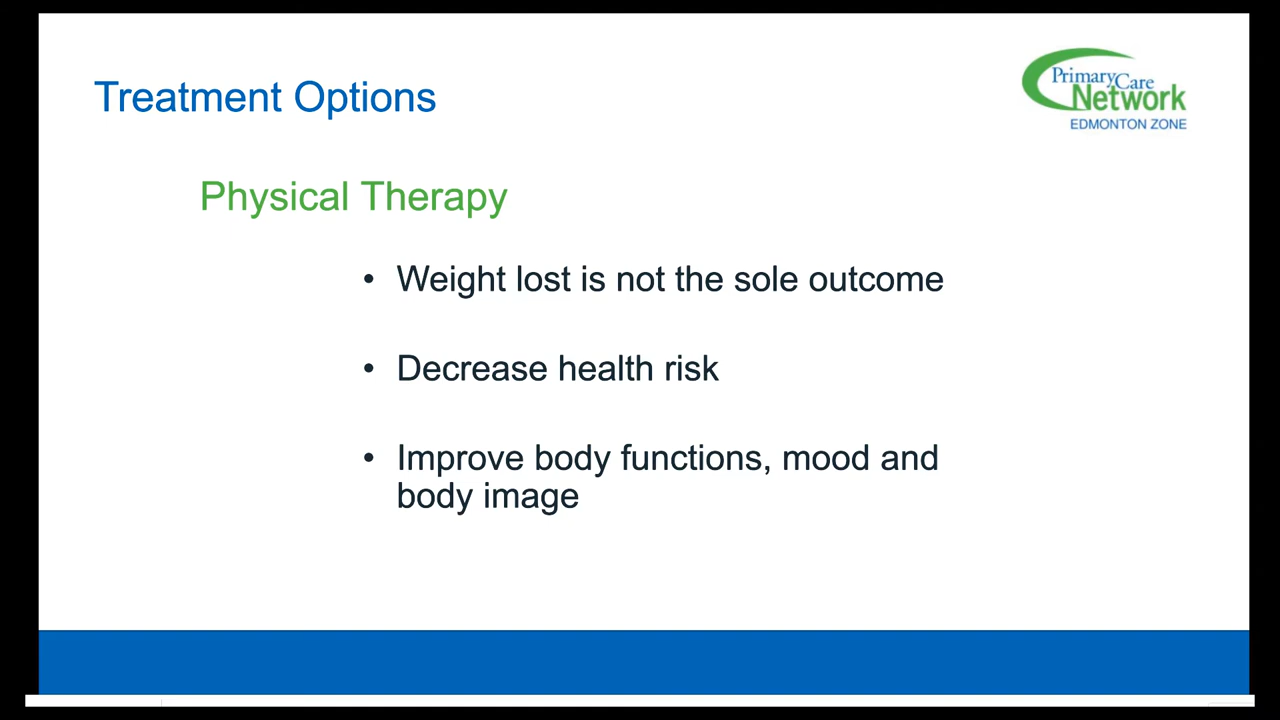 Treatment Options
PrimaryCare
Network
EDMONTON ZONE
Physical Therapy
• Weight lost is not the sole outcome
• Decrease health risk
• Improve body functions, mood and
body image